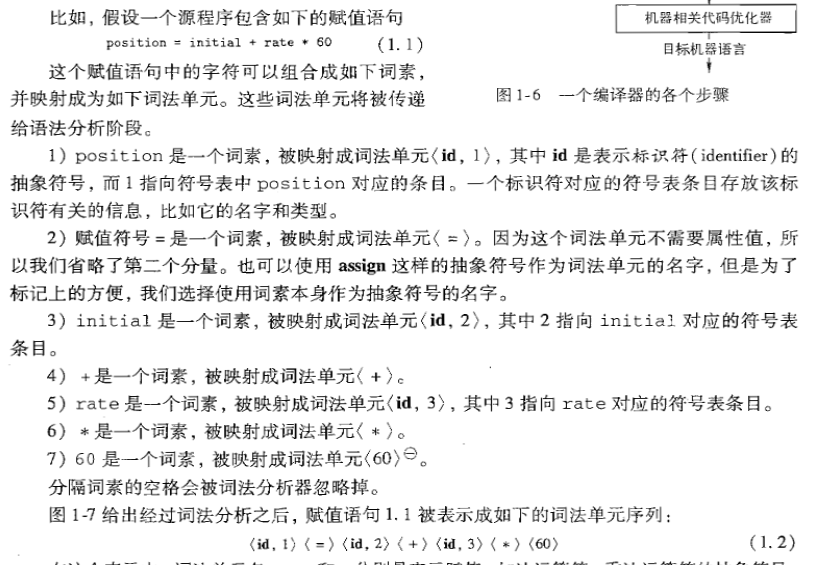 比如，假设一个源程序包含如下的赋值语句
position = initial + rate * 60 (1.1)
这个赋值语句中的字符可以组合成如下词素，
并映射成为如下词法单元。这些词法单元将被传递
给语法分析阶段。
机器相关代码优化器
目标机器语言
图1-6 一个编译器的各个步骤
1) position 是一个词素，被映射成词法单元〈id, 1〉，其中 id 是表示标识符(identifier)的
抽象符号，而1指向符号表中 position 对应的条目。一个标识符对应的符号表条目存放该标
识符有关的信息，比如它的名字和类型。
2) 赋值符号 = 是一个词素，被映射成词法单元〈 = 〉。因为这个词法单元不需要属性值，所
以我们省略了第二个分量。也可以使用 assign 这样的抽象符号作为词法单元的名字，但是为了
标记上的方便，我们选择使用词素本身作为抽象符号的名字。
3) initial 是一个词素，被映射成词法单元〈id, 2〉，其中2指向 initial 对应的符号表
条目。
4) +是一个词素，被映射成词法单元〈 + 〉。
5) rate 是一个词素，被映射成词法单元〈id, 3〉，其中3指向 rate 对应的符号表条目。
6) *是一个词素，被映射成词法单元〈 * 〉。
7) 60 是一个词素，被映射成词法单元〈60〉㊀。
分隔词素的空格会被词法分析器忽略掉。
图1-7 给出经过词法分析之后，赋值语句1.1 被表示成如下的词法单元序列：
〈id, 1〉〈 = 〉〈id, 2〉〈 + 〉〈id, 3〉〈 * 〉〈60〉 (1.2)